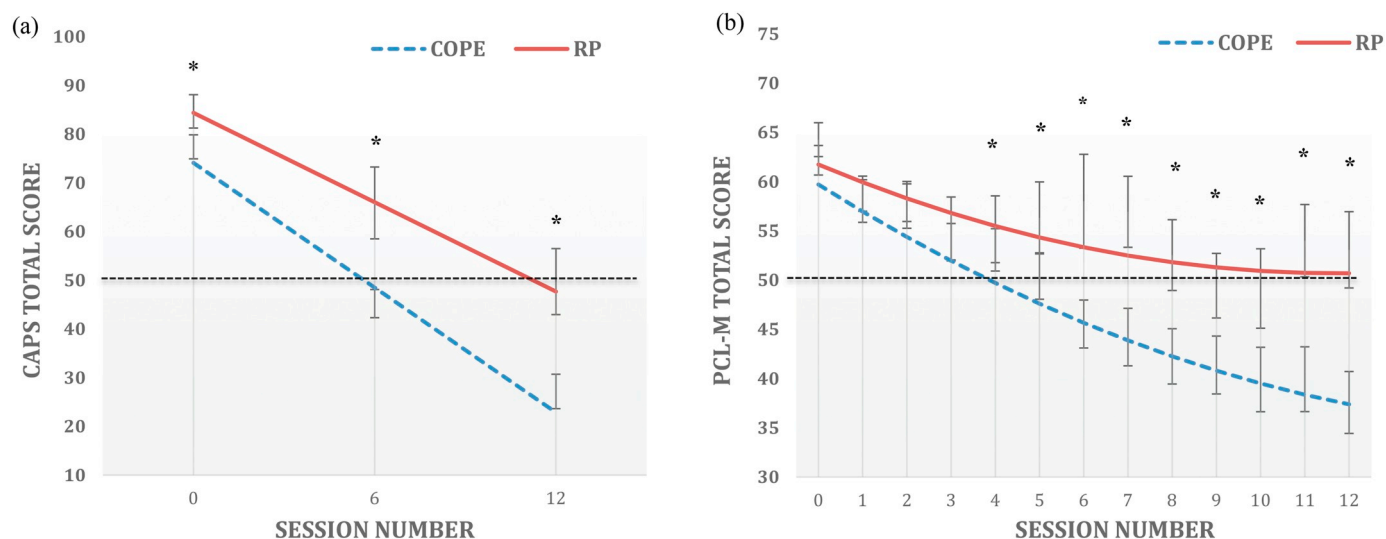 (a)
COPE RP
CAPS TOTAL SCORE
100
90
80
70
60
50
40
30
20
10
* * *
0 6 12
SESSION NUMBER
(b)
COPE RP
PCL-M TOTAL SCORE
75
70
65
60
55
50
45
40
35
30
* * * * * * * * *
0 1 2 3 4 5 6 7 8 9 10 11 12
SESSION NUMBER